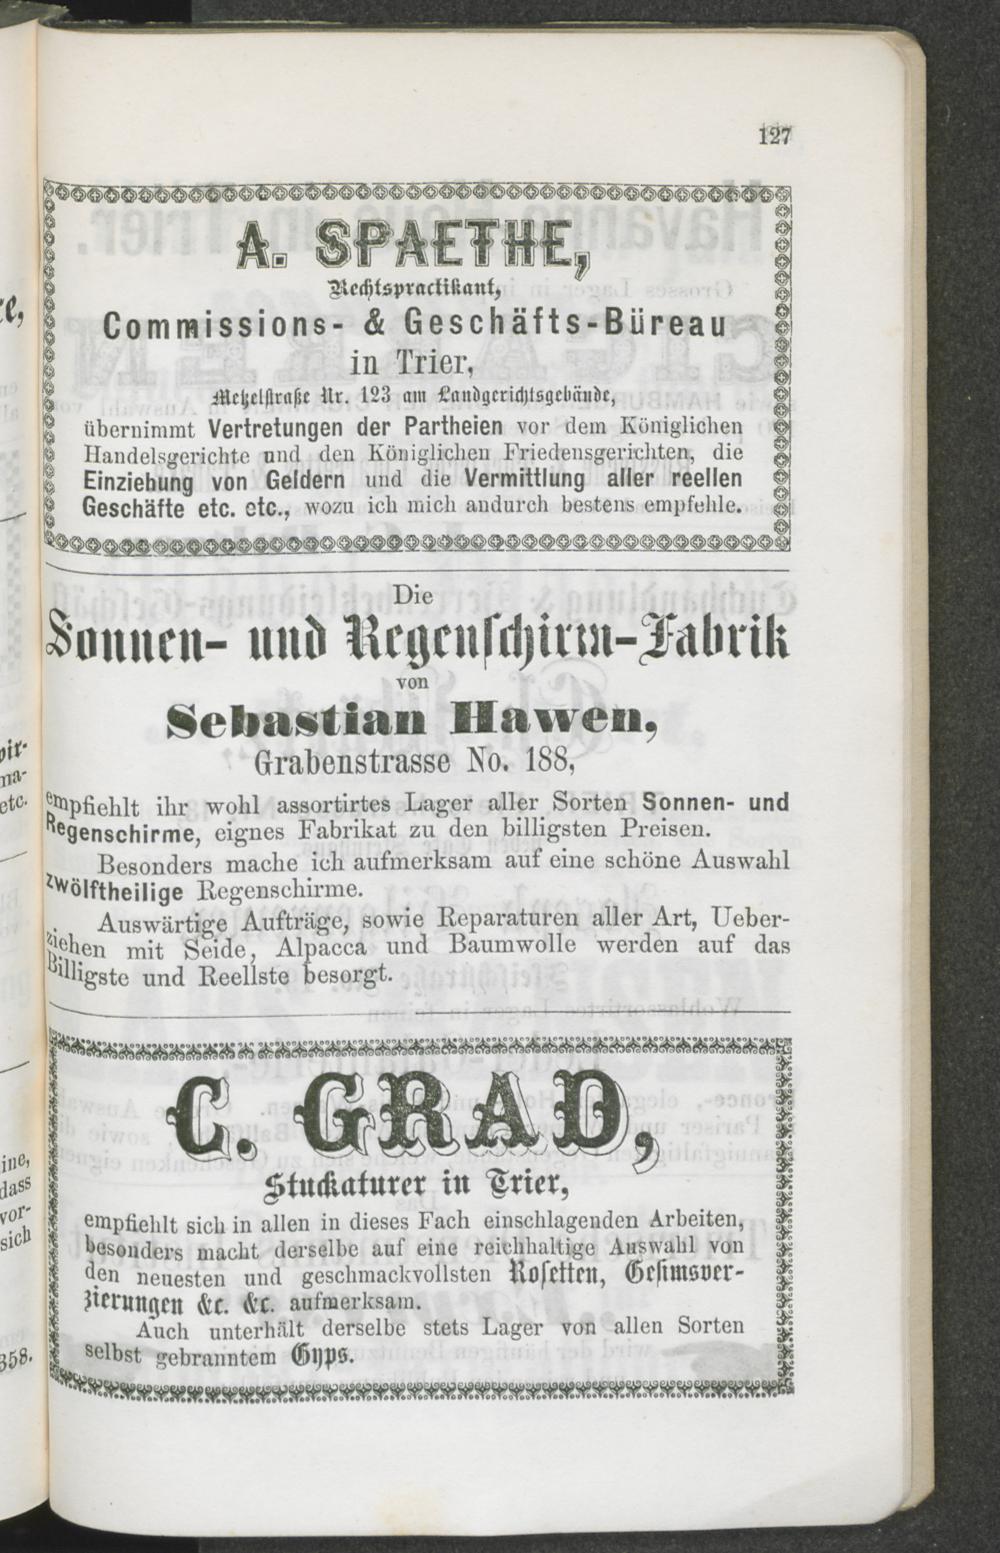 127
A. SPAETHE,
Rechtspractikant,
Commissions- & Geschäfts-Büreau
in Trier,
Metzelstraße Nr. 123 am Landgerichtsgebäude,
übernimmt Vertretungen der Partheien vor dem Königlichen
Handelsgerichte und den Königlichen Friedensgerichten, die
Einziehung von Geldern und die Vermittlung aller reellen
Geschäfte etc. etc., wozu ich mich andurch bestens empfehle.
Die
Sonnen- und Regenschirm-Fabrik
von
Sebastian Hawen,
Grabenstrasse No. 188,
empfiehlt ihr wohl assortirtes Lager aller Sorten Sonnen- und
Regenschirme, eignes Fabrikat zu den billigsten Preisen.
Besonders mache ich aufmerksam auf eine schöne Auswahl
zwölftheilige Regenschirme.
Auswärtige Aufträge, sowie Reparaturen aller Art, Ueber-
ziehen mit Seide, Alpacca und Baumwolle werden auf das
Billigste und Reellste besorgt.
C. GRAD,
Stuckaturer in Trier,
empfiehlt sich in allen in dieses Fach einschlagenden Arbeiten,
besonders macht derselbe auf eine reichhaltige Auswahl von
den neuesten und geschmackvollsten Rosetten, Gesimsver-
zierungen &c. &c. aufmerksam.
Auch unterhält derselbe stets Lager von allen Sorten
selbst gebranntem Gyps.